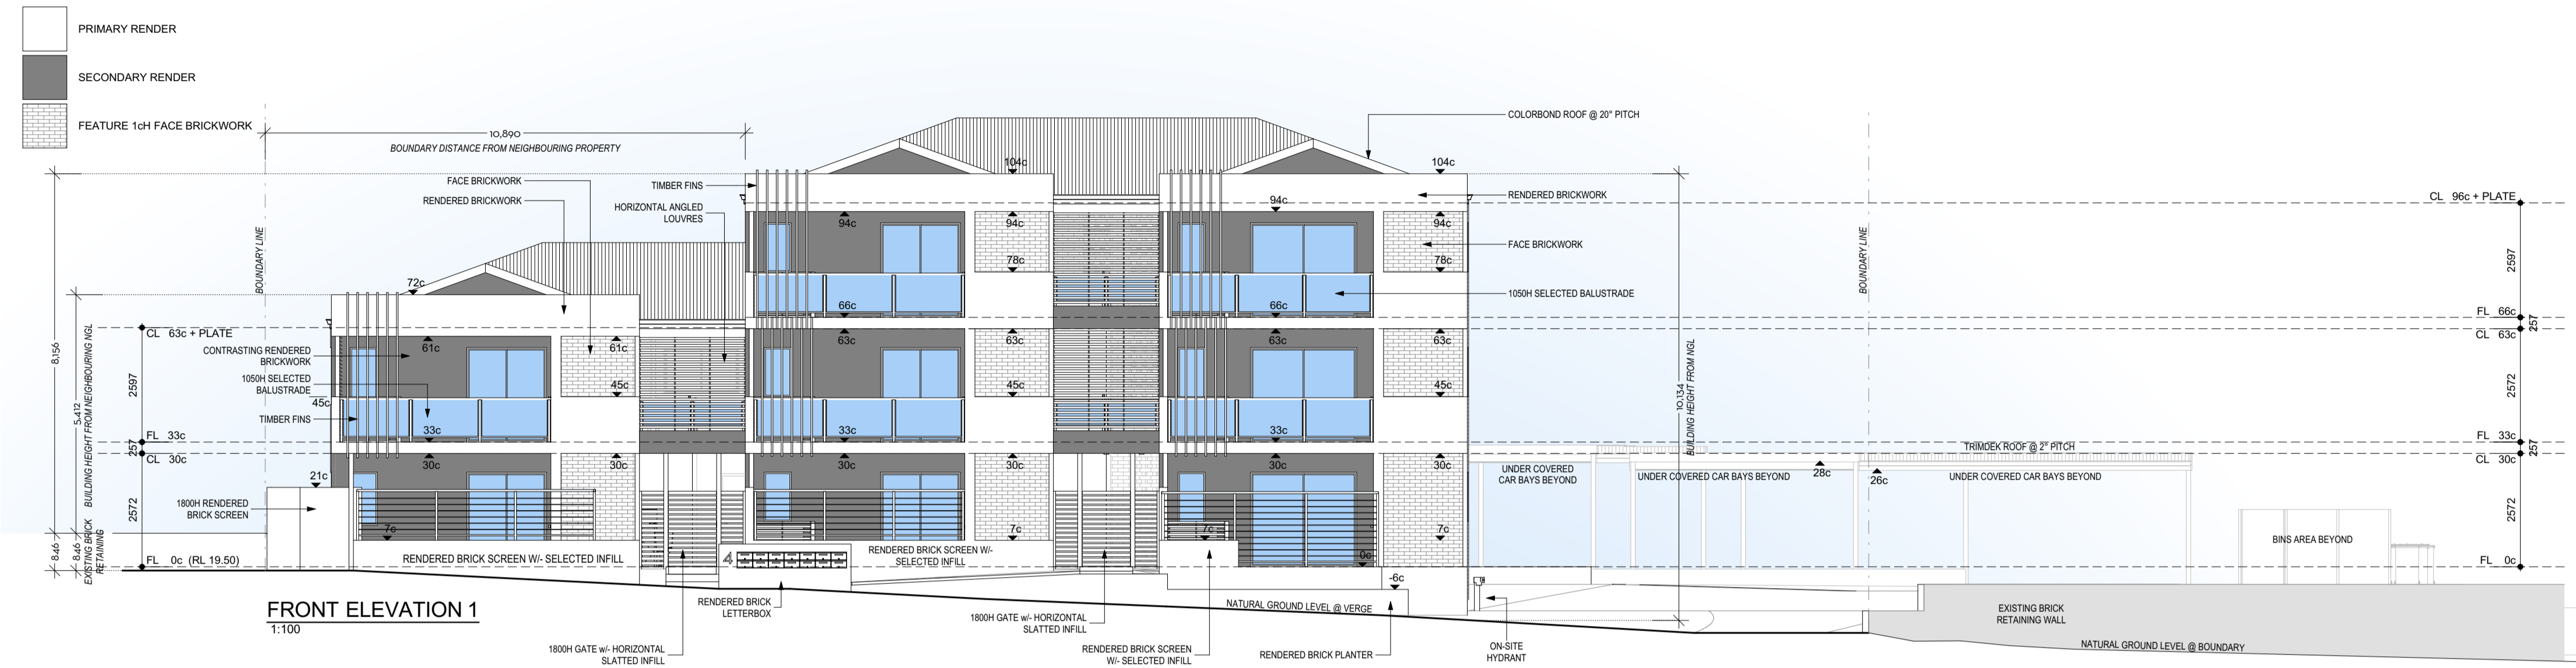 PRIMARY RENDER
SECONDARY RENDER
FEATURE 1cH FACE BRICKWORK
10,890
BOUNDARY DISTANCE FROM NEIGHBOURING PROPERTY
COLORBOND ROOF @ 20° PITCH
FACE BRICKWORK
RENDERED BRICKWORK
TIMBER FINS
HORIZONTAL ANGLED
LOUVRES
104c
104c
RENDERED BRICKWORK
FACE BRICKWORK
1050H SELECTED BALUSTRADE
BOUNDARY LINE
BOUNDARY LINE
94c
94c
94c
94c
78c
78c
66c
66c
72c
CL 63c + PLATE
CONTRASTING RENDERED
BRICKWORK
1050H SELECTED
BALUSTRADE
45c
TIMBER FINS
61c
61c
63c
63c
63c
63c
45c
45c
45c
33c
33c
33c
FL 33c
CL 30c
30c
30c
30c
30c
30c
30c
21c
1800H RENDERED
BRICK SCREEN
7c
7c
7c
7c
0c
-6c
FL 0c (RL 19.50)
8,156
5,412
846
846
BUILDING HEIGHT FROM NEIGHBOURING NGL
BUILDING HEIGHT FROM NEIGHBOURING NGL
EXISTING BRICK
RETAINING
2597
257
2572
RENDERED BRICK SCREEN W/- SELECTED INFILL
4
RENDERED BRICK SCREEN W/-
SELECTED INFILL
RENDERED BRICK
LETTERBOX
1800H GATE w/- HORIZONTAL
SLATTED INFILL
1800H GATE w/- HORIZONTAL
SLATTED INFILL
RENDERED BRICK SCREEN
W/- SELECTED INFILL
NATURAL GROUND LEVEL @ VERGE
RENDERED BRICK PLANTER
ON-SITE
HYDRANT
10,134
BUILDING HEIGHT FROM NGL
UNDER COVERED
CAR BAYS BEYOND
UNDER COVERED CAR BAYS BEYOND
28c
26c
TRIMDEK ROOF @ 2° PITCH
UNDER COVERED CAR BAYS BEYOND
BINS AREA BEYOND
EXISTING BRICK
RETAINING WALL
NATURAL GROUND LEVEL @ BOUNDARY
CL 96c + PLATE
2597
FL 66c
257
CL 63c
2572
FL 33c
257
CL 30c
2572
FL 0c
FRONT ELEVATION 1
1:100